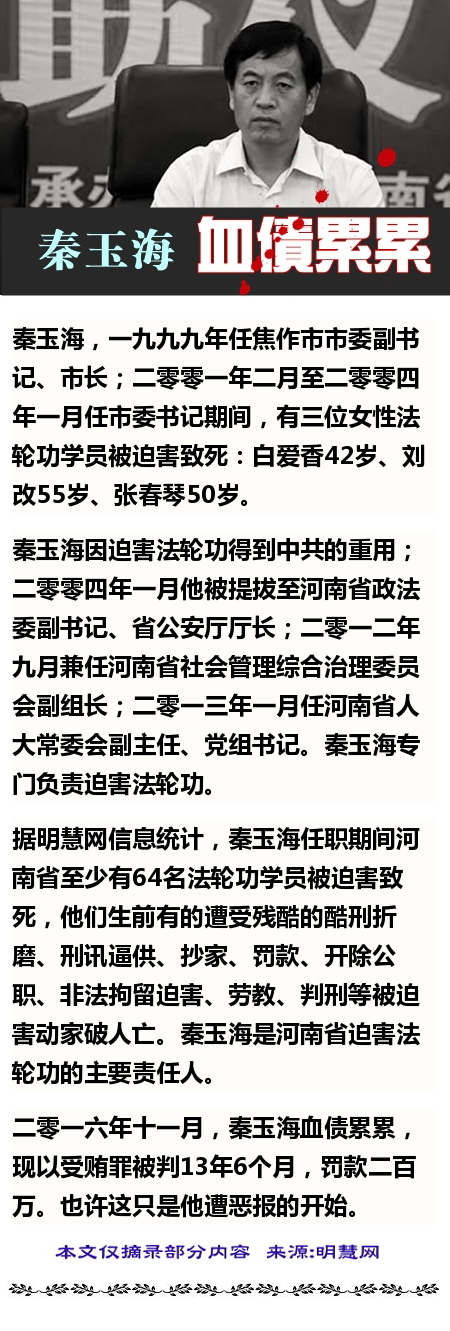 助仪
承办
南省
秦玉海 血債累累
秦玉海，一九九九年任焦作市市委副书
记、市长；二零零一年二月至二零零四
年一月任市委书记期间，有三位女性法
轮功学员被迫害致死：白爱香42岁、刘
改55岁、张春琴50岁。
秦玉海因迫害法轮功得到中共的重用；
二零零四年一月他被提拔至河南省政法
委副书记、省公安厅厅长；二零一二年
九月兼任河南省社会管理综合治理委员
会副组长；二零一三年一月任河南省人
大常委会副主任、党组书记。秦玉海专
门负责迫害法轮功。
据明慧网信息统计，秦玉海任职期间河
南省至少有64名法轮功学员被迫害致
死，他们生前有的遭受残酷的酷刑折
磨、刑讯逼供、抄家、罚款、开除公
职、非法拘留迫害、劳教、判刑等被迫
害动家破人亡。秦玉海是河南省迫害法
轮功的主要责任人。
二零一六年十一月，秦玉海血债累累，
现以受贿罪被判13年6个月，罚款二百
万。也许这只是他遭恶报的开始。
本文仅摘录部分内容 来源:明慧网